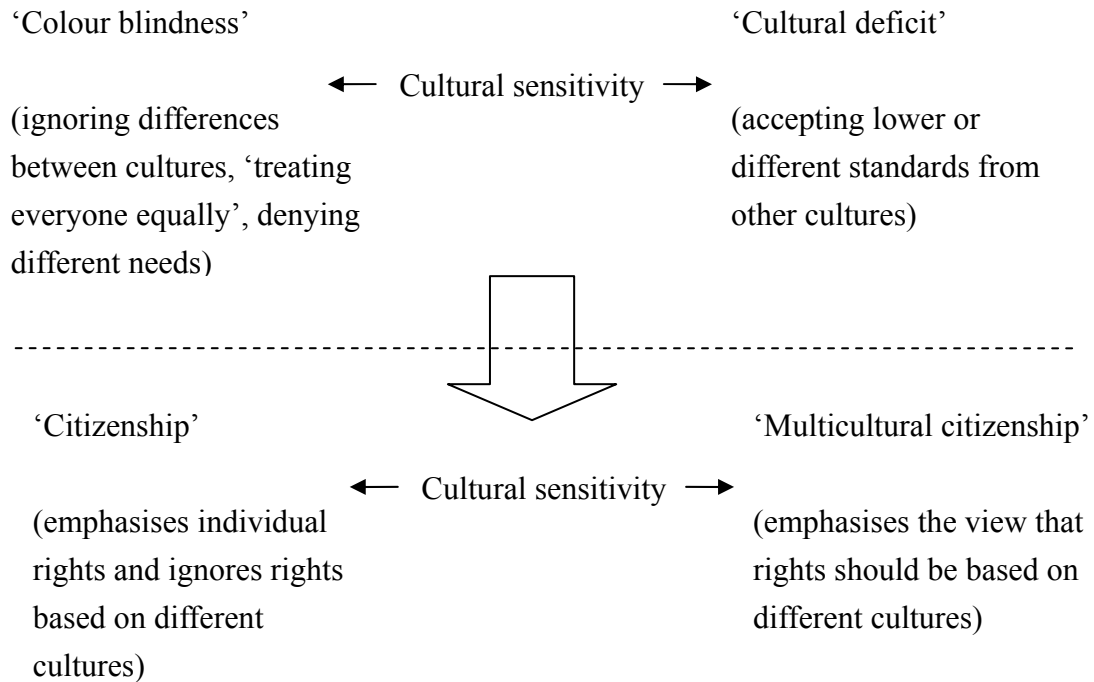 ‘Colour blindness’
‘Cultural deficit’
Cultural sensitivity
(ignoring differences
between cultures, ‘treating
everyone equally’, denying
different needs)
(accepting lower or
different standards from
other cultures)
‘Citizenship’
‘Multicultural citizenship’
Cultural sensitivity
(emphasises individual
rights and ignores rights
based on different
cultures)
(emphasises the view that
rights should be based on
different cultures)